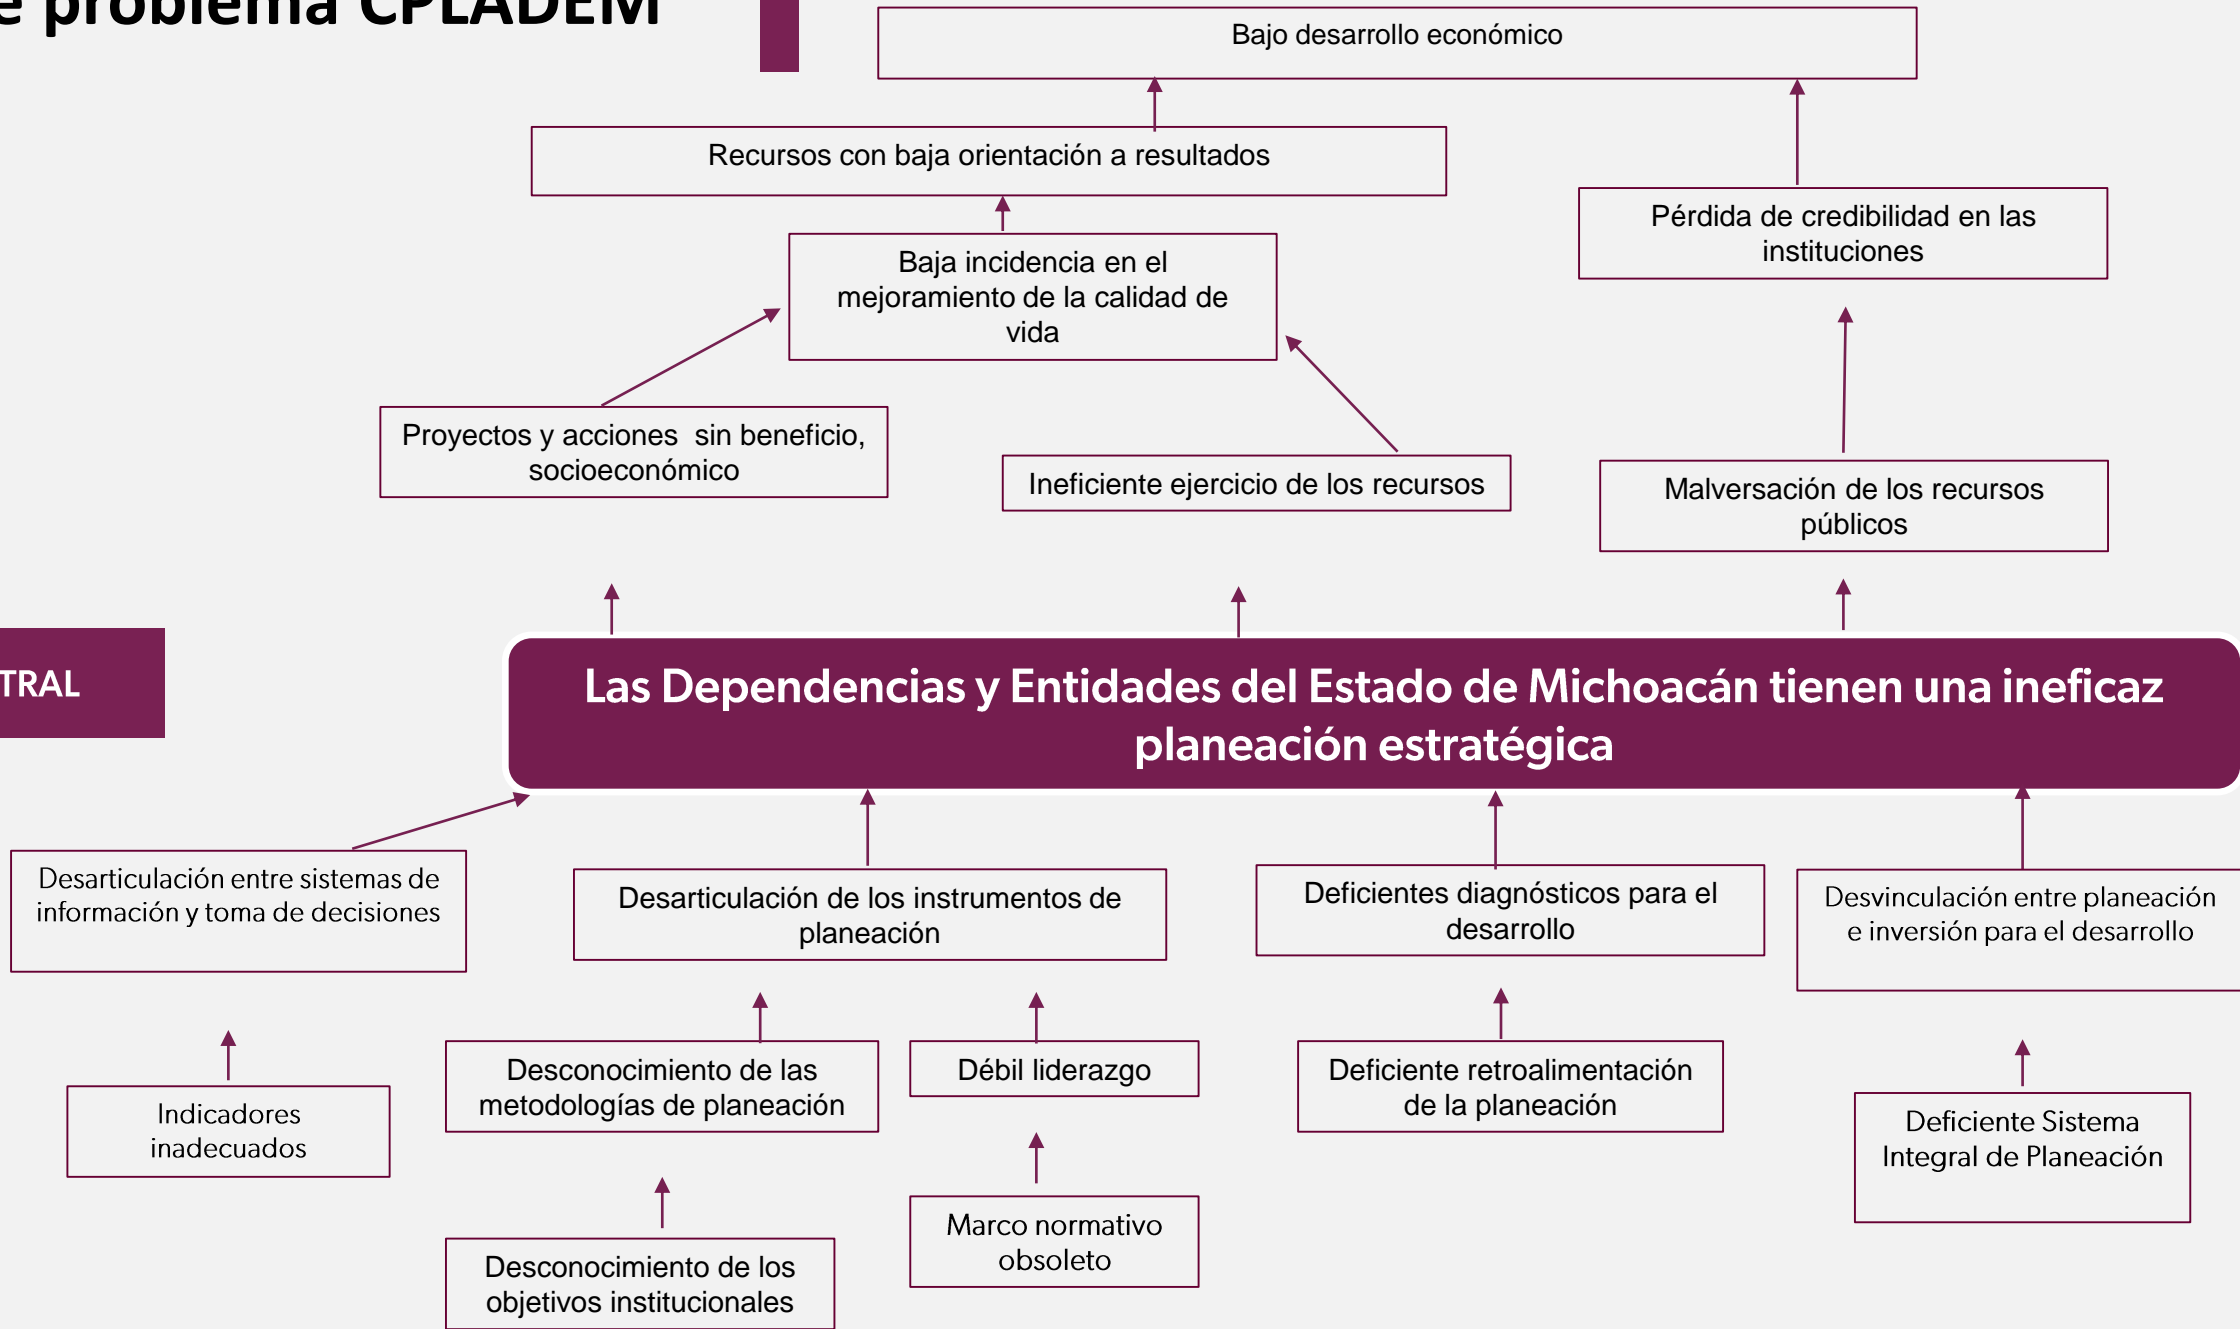 e problema CPLADEM
Bajo desarrollo económico
Recursos con baja orientación a resultados
Pérdida de credibilidad en las
instituciones
Baja incidencia en el
mejoramiento de la calidad de
vida
Proyectos y acciones  sin beneficio,
socioeconómico
Ineficiente ejercicio de los recursos
Malversación de los recursos
públicos
TRAL
Las Dependencias y Entidades del Estado de Michoacán tienen una ineficaz
planeación estratégica
Desarticulación entre sistemas de
información y toma de decisiones
Desarticulación de los instrumentos de
planeación
Deficientes diagnósticos para el
desarrollo
Desvinculación entre planeación
e inversión para el desarrollo
Indicadores
inadecuados
Desconocimiento de las
metodologías de planeación
Débil liderazgo
Deficiente retroalimentación
de la planeación
Deficiente Sistema
Integral de Planeación
Desconocimiento de los
objetivos institucionales
Marco normativo
obsoleto